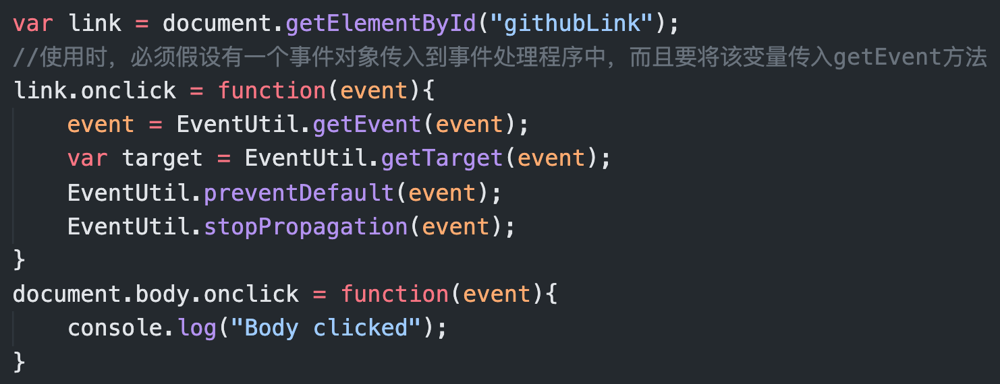 var link = document.getElementById("githubLink");
//使用时，必须假设有一个事件对象传入到事件处理程序中，而且要将该变量传入getEvent方法
link.onclick = function(event){
    event = EventUtil.getEvent(event);
    var target = EventUtil.getTarget(event);
    EventUtil.preventDefault(event);
    EventUtil.stopPropagation(event);
}
document.body.onclick = function(event){
    console.log("Body clicked");
}